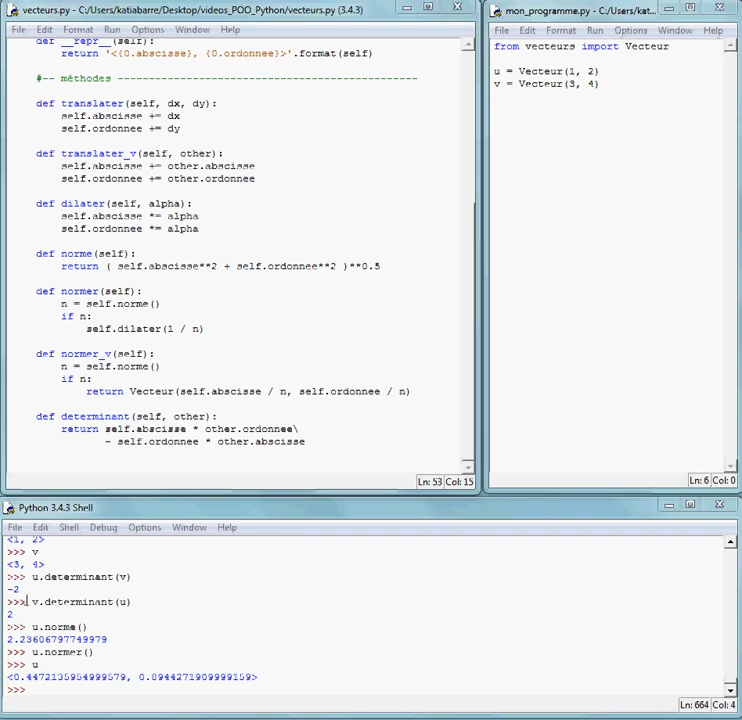 vecteurs.py - C:/Users/katiabarre/Desktop/videos_POO_Python/vecteurs.py (3.4.3)
File Edit Format Run Options Window Help
def __repr__(self):
return '<{0.abscisse}, {0.ordonnee}>'.format(self)
#-- méthodes ------------------------------------------------
def translater(self, dx, dy):
self.abscisse += dx
self.ordonnee += dy
def translater_v(self, other):
self.abscisse += other.abscisse
self.ordonnee += other.ordonnee
def dilater(self, alpha):
self.abscisse *= alpha
self.ordonnee *= alpha
def norme(self):
return ( self.abscisse**2 + self.ordonnee**2 )**0.5
def normer(self):
n = self.norme()
if n:
self.dilater(1 / n)
def normer_v(self):
n = self.norme()
if n:
return Vecteur(self.abscisse / n, self.ordonnee / n)
def determinant(self, other):
return self.abscisse * other.ordonnee\
- self.ordonnee * other.abscisse
Ln: 53 Col: 15
mon_programme.py - C:/Users/kat...
File Edit Format Run Options Window Help
from vecteurs import Vecteur
u = Vecteur(1, 2)
v = Vecteur(3, 4)
Ln: 6 Col: 0
Python 3.4.3 Shell
File Edit Shell Debug Options Window Help
<1, 2>
>>> v
<3, 4>
>>> u.determinant(v)
-2
>>> v.determinant(u)
2
>>> u.norme()
2.23606797749979
>>> u.normer()
>>> u
<0.4472135954999579, 0.8944271909999159>
>>>
Ln: 664 Col: 4